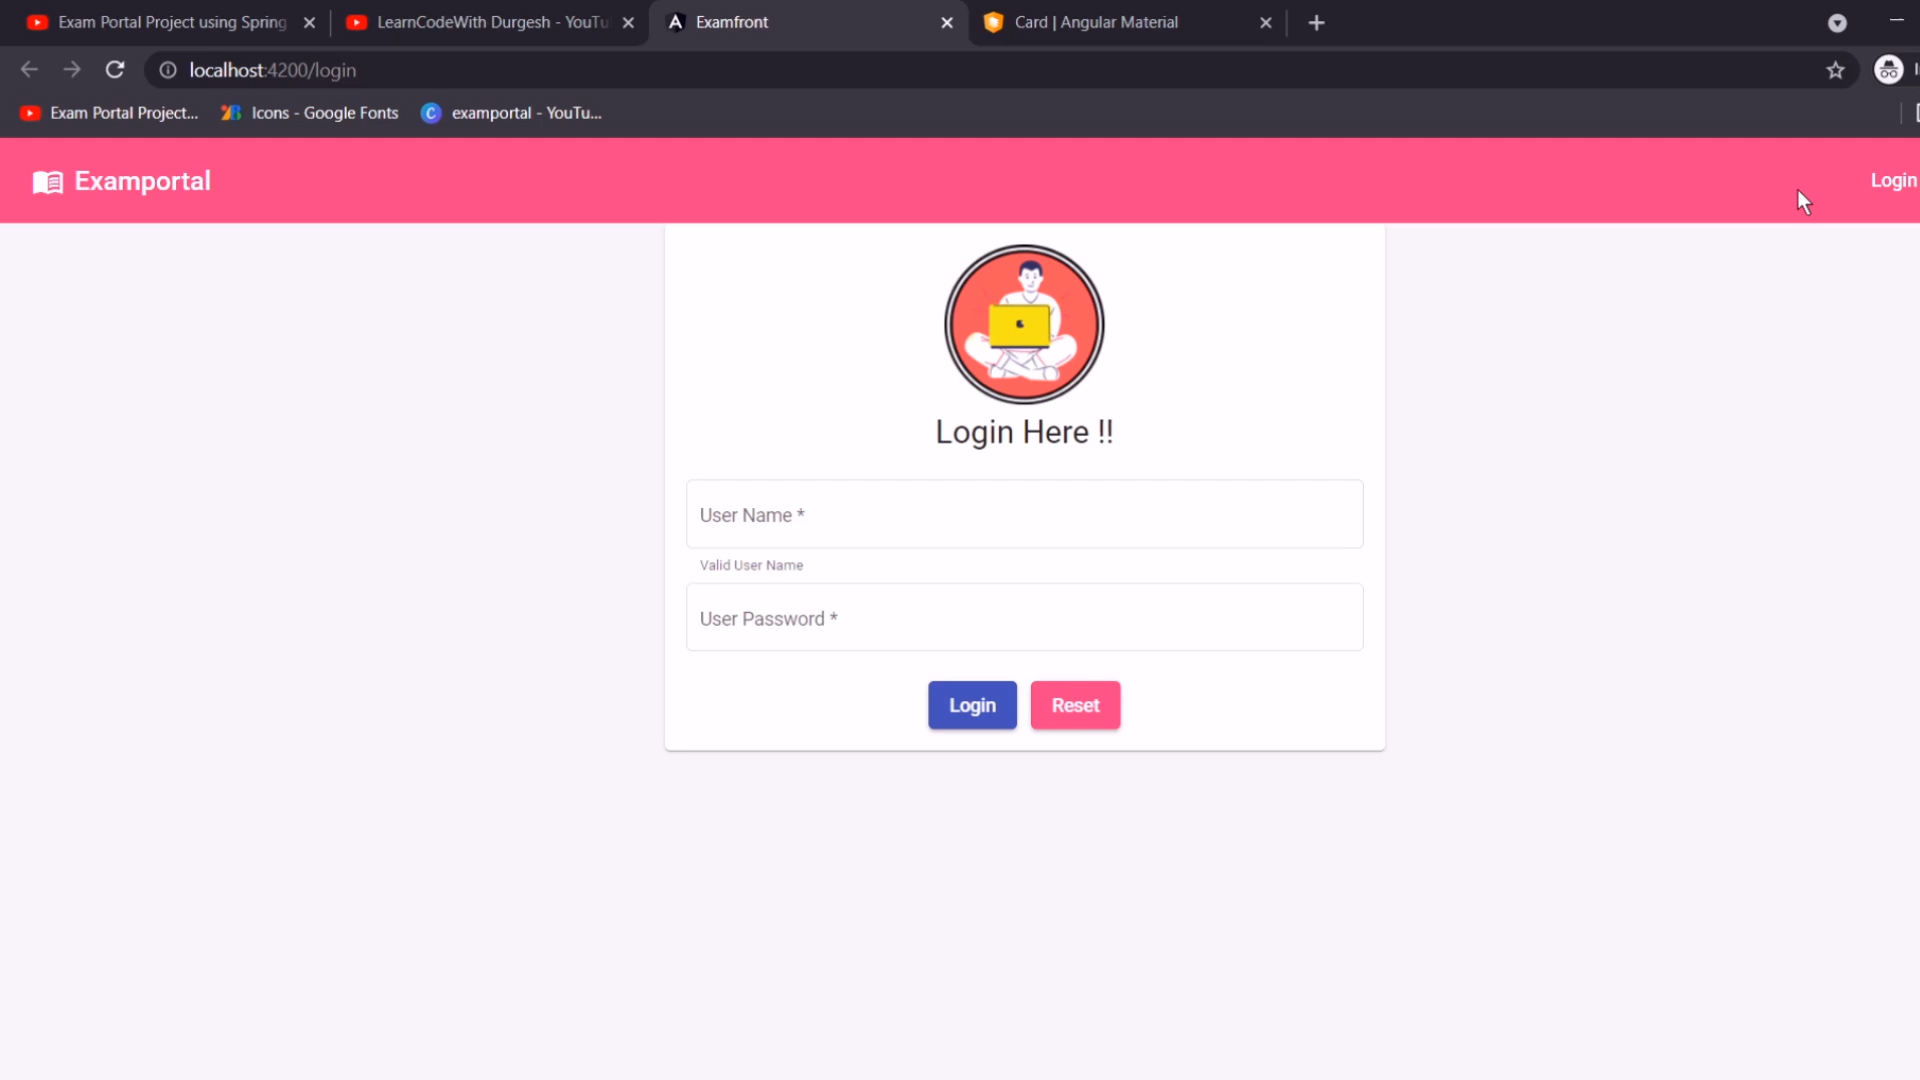 Exam Portal Project using Spring
LearnCodeWith Durgesh - YouTu
Examfront
Card | Angular Material
localhost:4200/login
Exam Portal Project...
Icons - Google Fonts
examportal - YouTu...
Examportal
Login
Login Here !!
User Name *
Valid User Name
User Password *
Login
Reset